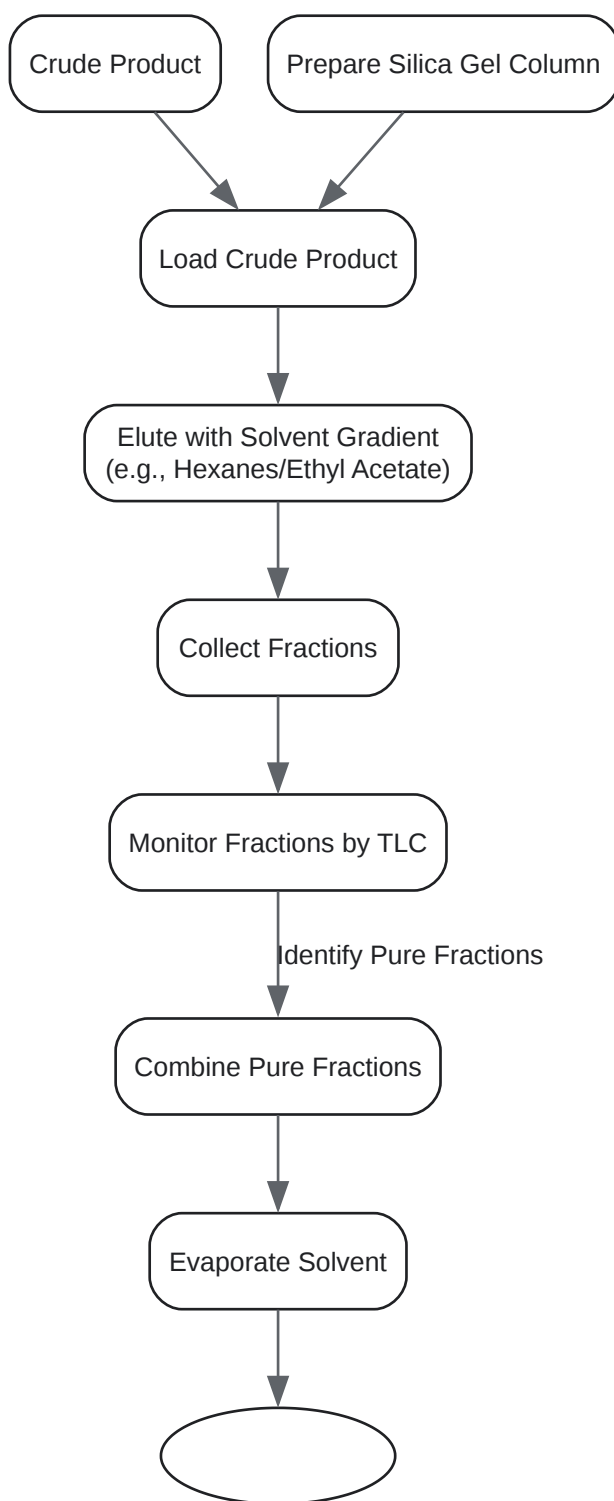 Crude Product
Prepare Silica Gel Column
Load Crude Product
Elute with Solvent Gradient
(e.g., Hexanes/Ethyl Acetate)
Collect Fractions
Monitor Fractions by TLC
Identify Pure Fractions
Combine Pure Fractions
Evaporate Solvent